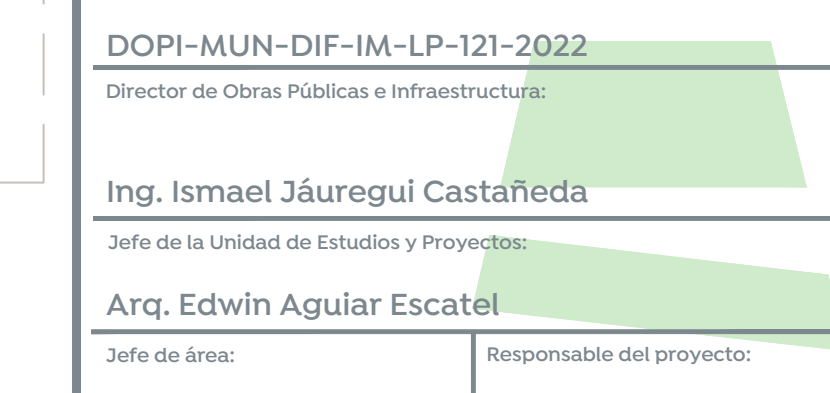 DOPI-MUN-DIF-IM-LP-121-2022
Director de Obras Públicas e Infraestructura:
Ing. Ismael Jáuregui Castañeda
Jefe de la Unidad de Estudios y Proyectos:
Arq. Edwin Aguiar Escatel
Jefe de área:
Responsable del proyecto: